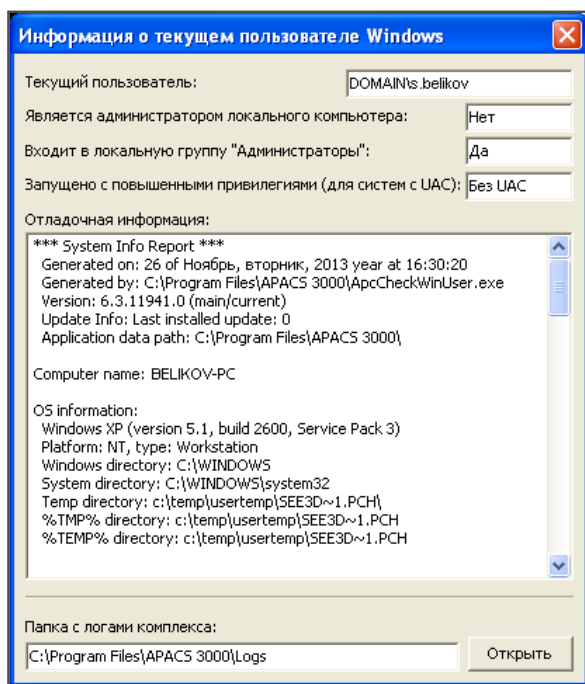 Информация о текущем пользователе Windows
Текущий пользователь: DOMAIN\s.belikov
Является администратором локального компьютера: Нет
Входит в локальную группу "Администраторы": Да
Запущено с повышенными привилегиями (для систем с UAC): Без UAC
Отладочная информация:
*** System Info Report ***
Generated on: 26 of Ноябрь, вторник, 2013 year at 16:30:20
Generated by: C:\Program Files\APACS 3000\ApcCheckWinUser.exe
Version: 6.3.11941.0 (main/current)
Update Info: Last installed update: 0
Application data path: C:\Program Files\APACS 3000\
Computer name: BELIKOV-PC
OS information:
Windows XP (version 5.1, build 2600, Service Pack 3)
Platform: NT, type: Workstation
Windows directory: C:\WINDOWS
System directory: C:\WINDOWS\system32
Temp directory: c:\temp\usertemp\SEE3D~1.PCH\
%TMP% directory: c:\temp\usertemp\SEE3D~1.PCH
%TEMP% directory: c:\temp\usertemp\SEE3D~1.PCH
Папка с логами комплекса:
C:\Program Files\APACS 3000\Logs Открыть